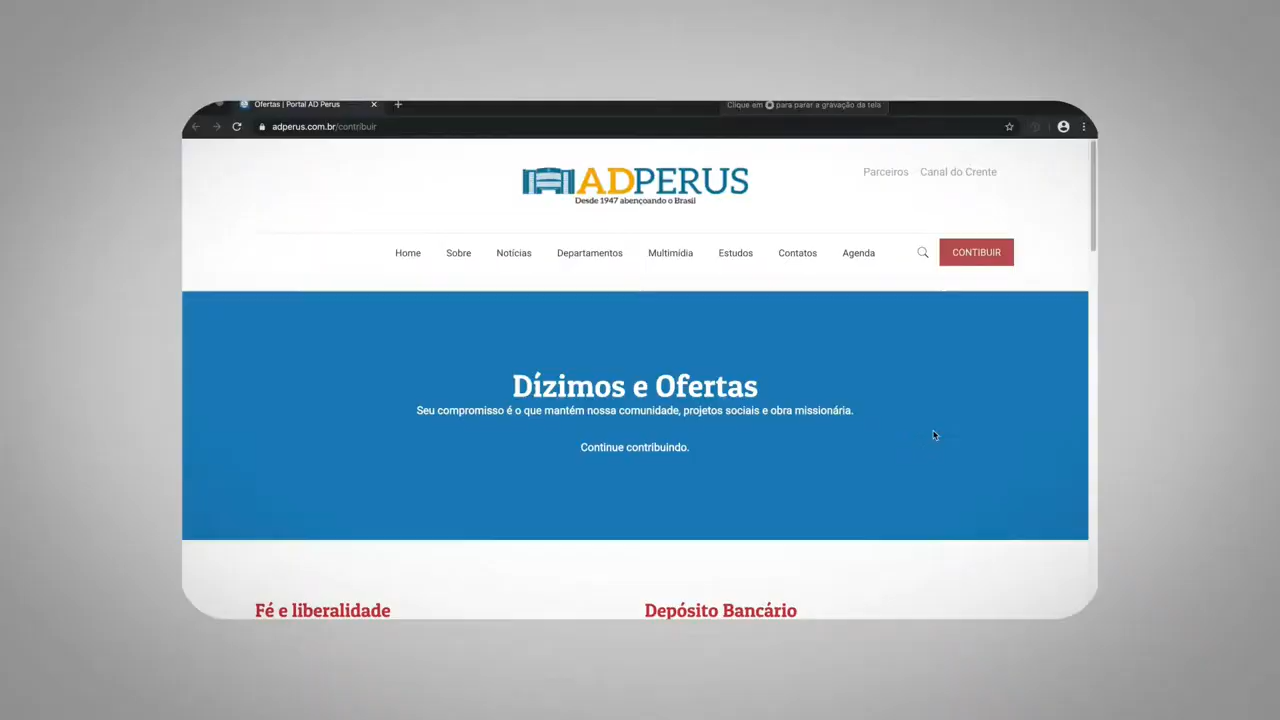 Ofertas | Portal AD Perus
Clique em para parar a gravação da tela
adperus.com.br/contribuir
ADPERUS
Desde 1947 abençoando o Brasil
Parceiros Canal do Crente
Home Sobre Notícias Departamentos Multimídia Estudos Contatos Agenda CONTIBUIR
Dízimos e Ofertas
Seu compromisso é o que mantém nossa comunidade, projetos sociais e obra missionária.
Continue contribuindo.
Fé e liberalidade Depósito Bancário